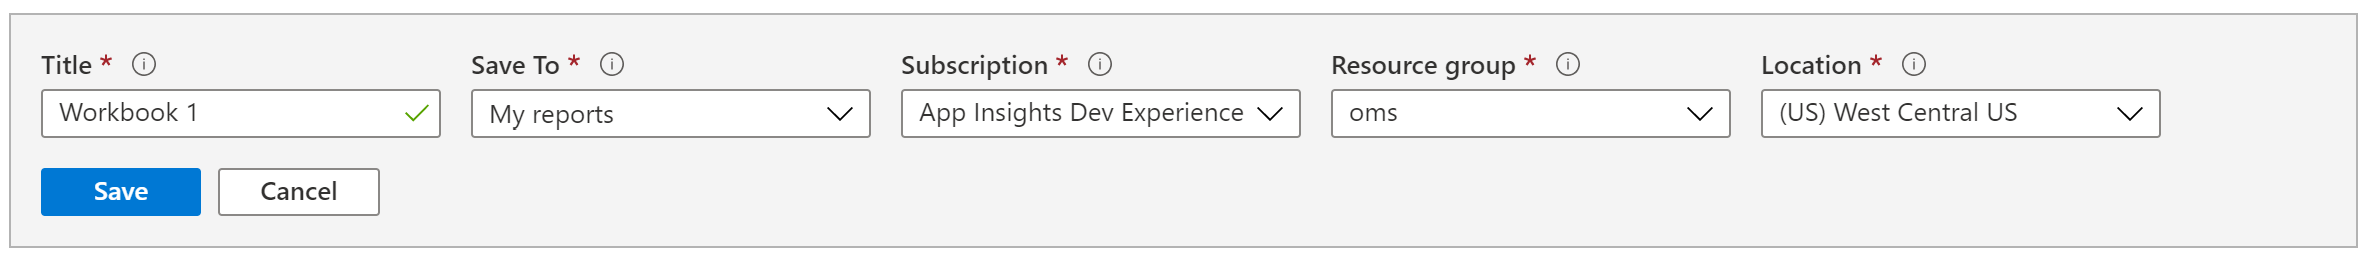 Title * Save To * Subscription * Resource group * Location *
Workbook 1 My reports App Insights Dev Experience oms (US) West Central US
Save Cancel